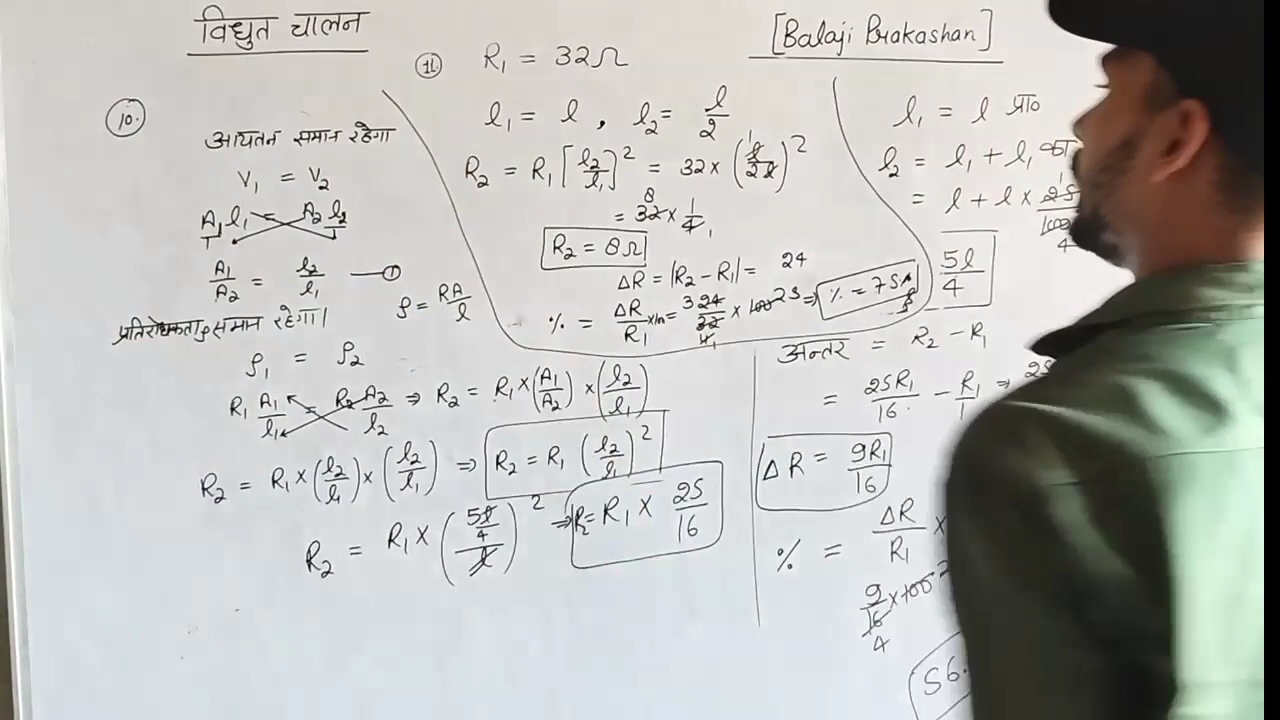 विद्युत चालन
[Balaji Prakashan]
10.
आयतन समान रहेगा
V₁ = V₂
A₁l₁ = A₂l₂
A₁/A₂ = l₂/l₁ —①
प्रतिरोधकता ρ समान रहेगा।
ρ = RA/l
ρ₁ = ρ₂
R₁ A₁/l₁ = R₂ A₂/l₂ ⇒ R₂ = R₁ × (A₁/A₂) × (l₂/l₁)
R₂ = R₁ × (l₂/l₁) × (l₂/l₁) ⇒ R₂ = R₁ (l₂/l₁)²
R₂ = R₁ × ((5l/4)/l)² ⇒ R₂ = R₁ × 25/16
11.
R₁ = 32Ω
l₁ = l , l₂ = l/2
R₂ = R₁ [l₂/l₁]² = 32 × (l/2l)²
= 32 × 1/4
R₂ = 8Ω
ΔR = |R₂ − R₁| = 24
% = ΔR/R₁ × 100 = 24/32 × 100 ⇒ % = 75%
l₁ = l प्रा०
l₂ = l₁ + l₁ का
= l + l × 25/100
5l/4
अन्तर = R₂ − R₁
= 25R₁/16 − R₁/1 ⇒ 25
ΔR = 9R₁/16
% = ΔR/R₁ ×
9/16 × 100
56.